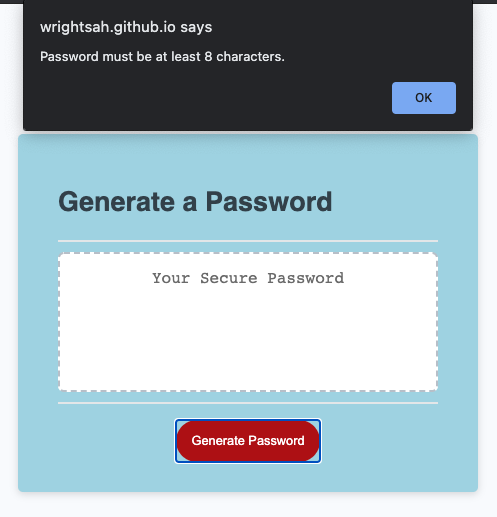 wrightsah.github.io says
Password must be at least 8 characters.
OK
Generate a Password
Your Secure Password
Generate Password